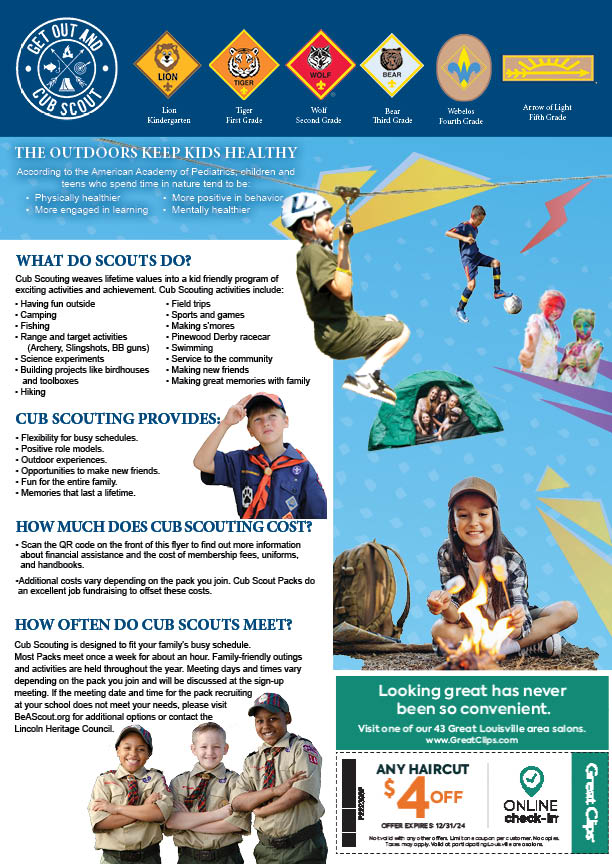 GET OUT AND
CUB SCOUT
LION
TIGER
WOLF
BEAR
Lion
Kindergarten
Tiger
First Grade
Wolf
Second Grade
Bear
Third Grade
Webelos
Fourth Grade
Arrow of Light
Fifth Grade
THE OUTDOORS KEEP KIDS HEALTHY
According to the American Academy of Pediatrics, children and
teens who spend time in nature tend to be:
• Physically healthier
• More engaged in learning
• More positive in behavior
• Mentally healthier
WHAT DO SCOUTS DO?
Cub Scouting weaves lifetime values into a kid friendly program of
exciting activities and achievement. Cub Scouting activities include:
• Having fun outside
• Camping
• Fishing
• Range and target activities
(Archery, Slingshots, BB guns)
• Science experiments
• Building projects like birdhouses
and toolboxes
• Hiking
• Field trips
• Sports and games
• Making s'mores
• Pinewood Derby racecar
• Swimming
• Service to the community
• Making new friends
• Making great memories with family
CUB SCOUTING PROVIDES:
• Flexibility for busy schedules.
• Positive role models.
• Outdoor experiences.
• Opportunities to make new friends.
• Fun for the entire family.
• Memories that last a lifetime.
HOW MUCH DOES CUB SCOUTING COST?
• Scan the QR code on the front of this flyer to find out more information
about financial assistance and the cost of membership fees, uniforms,
and handbooks.
•Additional costs vary depending on the pack you join. Cub Scout Packs do
an excellent job fundraising to offset these costs.
HOW OFTEN DO CUB SCOUTS MEET?
Cub Scouting is designed to fit your family's busy schedule.
Most Packs meet once a week for about an hour. Family-friendly outings
and activities are held throughout the year. Meeting days and times vary
depending on the pack you join and will be discussed at the sign-up
meeting. If the meeting date and time for the pack recruiting
at your school does not meet your needs, please visit
BeAScout.org for additional options or contact the
Lincoln Heritage Council.
Looking great has never
been so convenient.
Visit one of our 43 Great Louisville area salons.
www.GreatClips.com
ANY HAIRCUT
$4 OFF
OFFER EXPIRES 12/31/24
ONLINE
check-in
Great Clips
Not valid with any other offers. Limit one coupon per customer. No copies.
Taxes may apply. Valid at participating Louisville area salons.